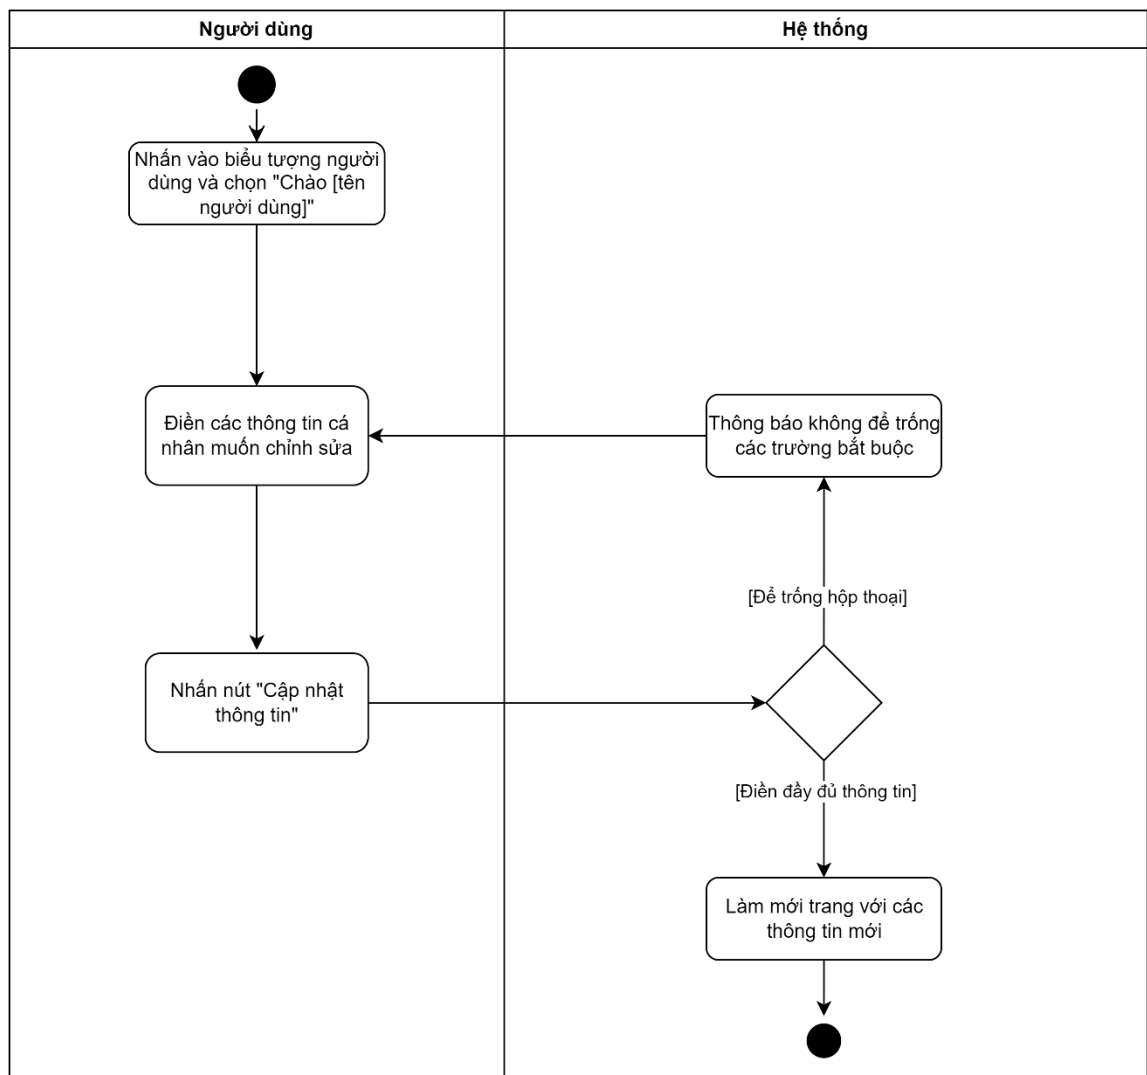 Người dùng
Hệ thống
Nhấn vào biểu tượng người
dùng và chọn "Chào [tên
người dùng]"
Điền các thông tin cá
nhân muốn chỉnh sửa
Thông báo không để trống
các trường bắt buộc
[Để trống hộp thoại]
Nhấn nút "Cập nhật
thông tin"
[Điền đầy đủ thông tin]
Làm mới trang với các
thông tin mới